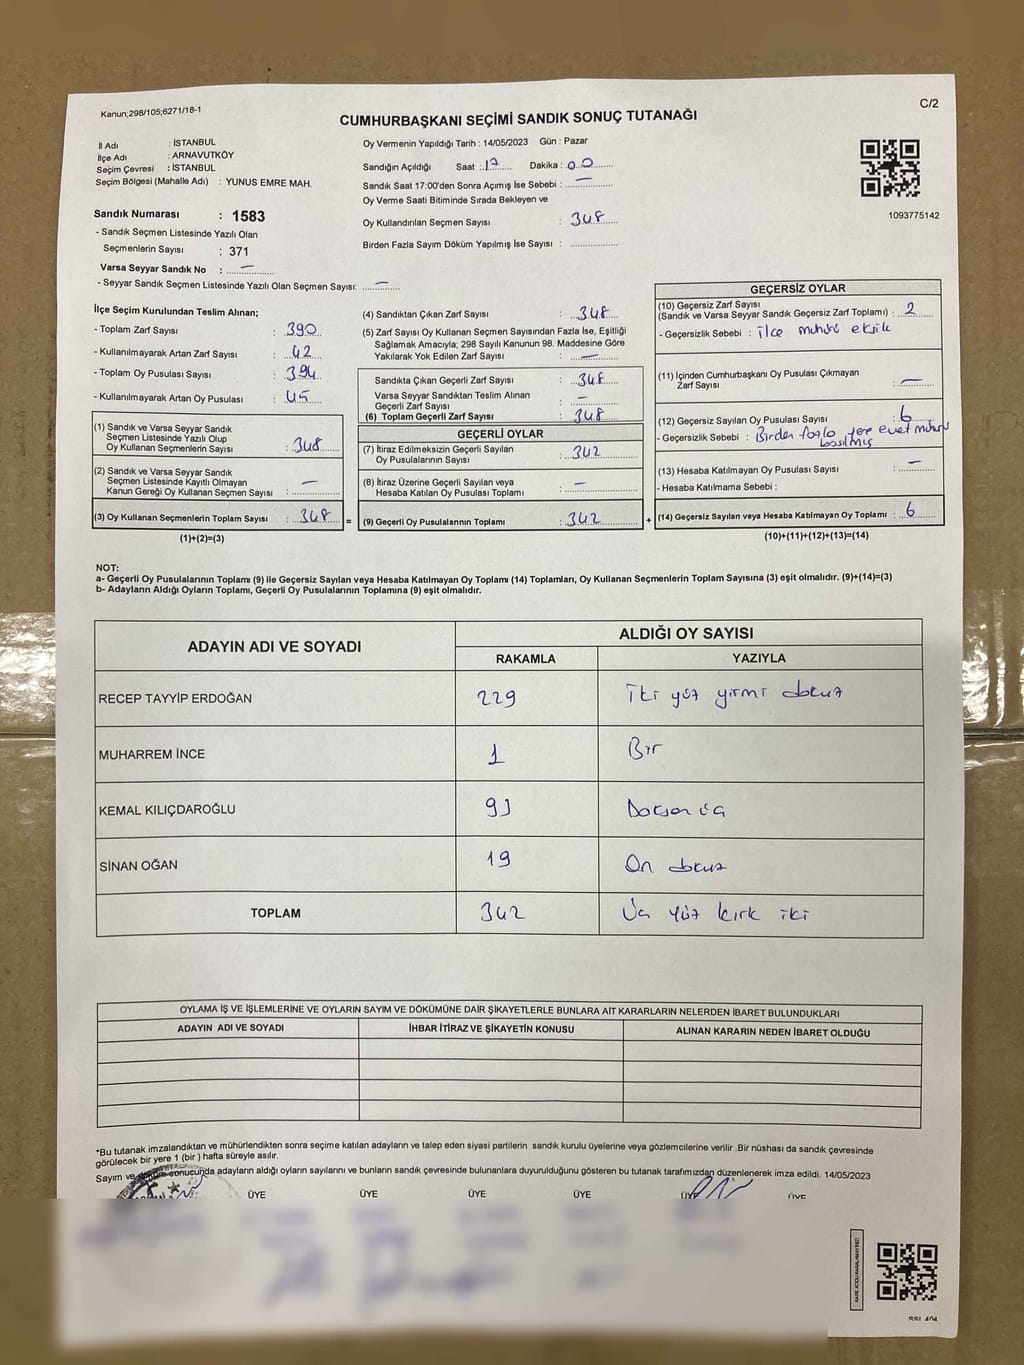 Kanun;298/105;6271/18-1
C/2
CUMHURBAŞKANI SEÇİMİ SANDIK SONUÇ TUTANAĞI
İl Adı : İSTANBUL
İlçe Adı : ARNAVUTKÖY
Seçim Çevresi : İSTANBUL
Seçim Bölgesi (Mahalle Adı) : YUNUS EMRE MAH.
Sandık Numarası : 1583
- Sandık Seçmen Listesinde Yazılı Olan
Seçmenlerin Sayısı : 371
Varsa Seyyar Sandık No : —
- Seyyar Sandık Seçmen Listesinde Yazılı Olan Seçmen Sayısı: —
Oy Vermenin Yapıldığı Tarih : 14/05/2023 Gün : Pazar
Sandığın Açıldığı Saat : 17 Dakika : 00
Sandık Saat 17:00'den Sonra Açımış İse Sebebi : —
Oy Verme Saati Bitiminde Sırada Bekleyen ve
Oy Kullandırılan Seçmen Sayısı : 348
Birden Fazla Sayım Döküm Yapılmış İse Sayısı :
1093775142
İlçe Seçim Kurulundan Teslim Alınan;
- Toplam Zarf Sayısı : 390
- Kullanılmayarak Artan Zarf Sayısı : 42
- Toplam Oy Pusulası Sayısı : 394
- Kullanılmayarak Artan Oy Pusulası : 45
(1) Sandık ve Varsa Seyyar Sandık
Seçmen Listesinde Yazılı Olup
Oy Kullanan Seçmenlerin Sayısı : 348
(2) Sandık ve Varsa Seyyar Sandık
Seçmen Listesinde Kayıtlı Olmayan
Kanun Gereği Oy Kullanan Seçmen Sayısı : —
(3) Oy Kullanan Seçmenlerin Toplam Sayısı : 348
(1)+(2)=(3)
(4) Sandıktan Çıkan Zarf Sayısı : 348
(5) Zarf Sayısı Oy Kullanan Seçmen Sayısından Fazla İse, Eşitliği
Sağlamak Amacıyla; 298 Sayılı Kanunun 98. Maddesine Göre
Yakılarak Yok Edilen Zarf Sayısı : —
Sandıkta Çıkan Geçerli Zarf Sayısı : 348
Varsa Seyyar Sandıktan Teslim Alınan
Geçerli Zarf Sayısı : —
(6) Toplam Geçerli Zarf Sayısı : 348
GEÇERLİ OYLAR
(7) İtiraz Edilmeksizin Geçerli Sayılan
Oy Pusulalarının Sayısı : 342
(8) İtiraz Üzerine Geçerli Sayılan veya
Hesaba Katılan Oy Pusulası Toplamı : —
= (9) Geçerli Oy Pusulalarının Toplamı : 342
GEÇERSİZ OYLAR
(10) Geçersiz Zarf Sayısı
(Sandık ve Varsa Seyyar Sandık Geçersiz Zarf Toplamı) : 2
- Geçersizlik Sebebi : ilce mühürü eksik
(11) İçinden Cumhurbaşkanı Oy Pusulası Çıkmayan
Zarf Sayısı : —
(12) Geçersiz Sayılan Oy Pusulası Sayısı : 6
- Geçersizlik Sebebi : Birden fazla yere evet mührü
basılmış
(13) Hesaba Katılmayan Oy Pusulası Sayısı : —
- Hesaba Katılmama Sebebi :
+ (14) Geçersiz Sayılan veya Hesaba Katılmayan Oy Toplamı : 6
(10)+(11)+(12)+(13)=(14)
NOT:
a- Geçerli Oy Pusulalarının Toplamı (9) ile Geçersiz Sayılan veya Hesaba Katılmayan Oy Toplamı (14) Toplamları, Oy Kullanan Seçmenlerin Toplam Sayısına (3) eşit olmalıdır. (9)+(14)=(3)
b- Adayların Aldığı Oyların Toplamı, Geçerli Oy Pusulalarının Toplamına (9) eşit olmalıdır.
ADAYIN ADI VE SOYADI ALDIĞI OY SAYISI
RAKAMLA YAZIYLA
RECEP TAYYİP ERDOĞAN 229 iki yüz yirmi dokuz
MUHARREM İNCE 1 Bir
KEMAL KILIÇDAROĞLU 93 Doksan üç
SİNAN OĞAN 19 On dokuz
TOPLAM 342 Üç yüz kırk iki
OYLAMA İŞ VE İŞLEMLERİNE VE OYLARIN SAYIM VE DÖKÜMÜNE DAİR ŞİKAYETLERLE BUNLARA AİT KARARLARIN NELERDEN İBARET BULUNDUKLARI
ADAYIN ADI VE SOYADI İHBAR İTİRAZ VE ŞİKAYETİN KONUSU ALINAN KARARIN NEDEN İBARET OLDUĞU
*Bu tutanak imzalandıktan ve mühürlendikten sonra seçime katılan adayların ve talep eden siyasi partilerin sandık kurulu üyelerine veya gözlemcilerine verilir .Bir nüshası da sandık çevresinde
görülecek bir yere 1 (bir ) hafta süreyle asılır.
Sayım ve döküm sonucunda adayların aldığı oyların sayılarını ve bunların sandık çevresinde bulunanlara duyurulduğunu gösteren bu tutanak tarafımızdan düzenlenerek imza edildi. 14/05/2023
ÜYE ÜYE ÜYE ÜYE ÜYE ÜYE
KARE KODU KARALAMAYINIZ!